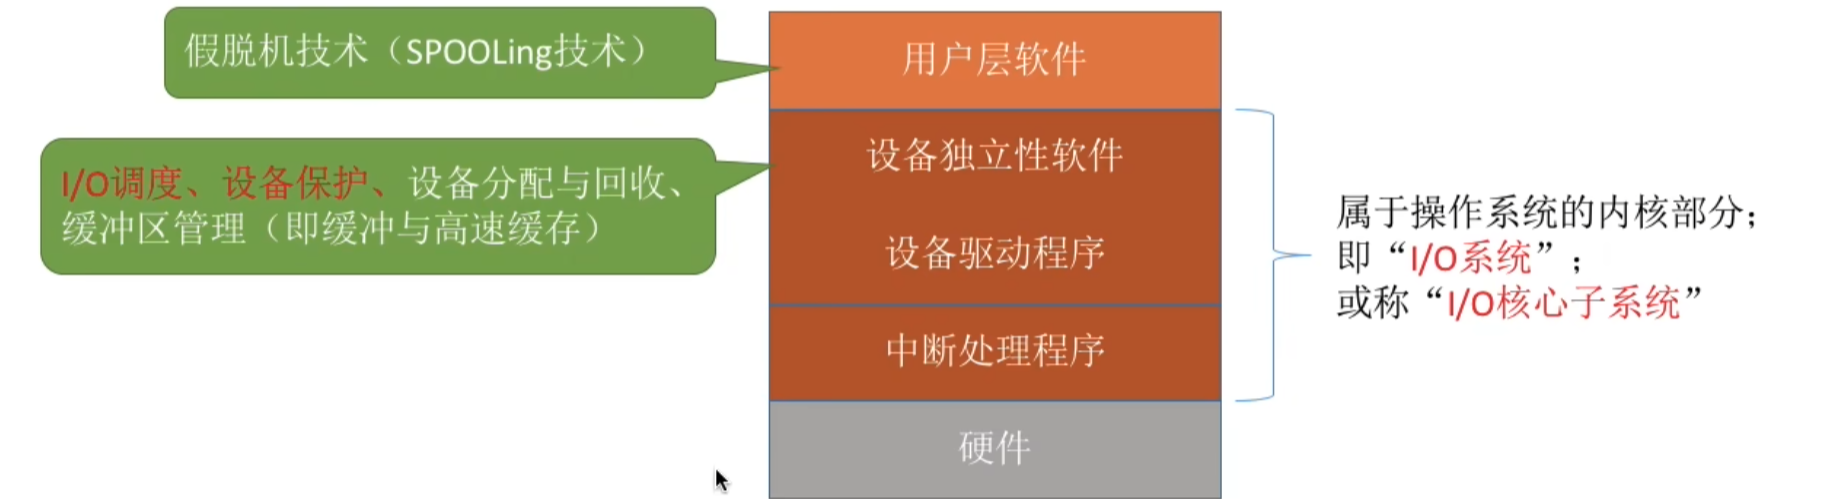 假脱机技术（SPOOLing技术）
用户层软件
I/O调度、设备保护、设备分配与回收、
缓冲区管理（即缓冲与高速缓存）
设备独立性软件
设备驱动程序
中断处理程序
硬件
属于操作系统的内核部分；
即“I/O系统”；
或称“I/O核心子系统”